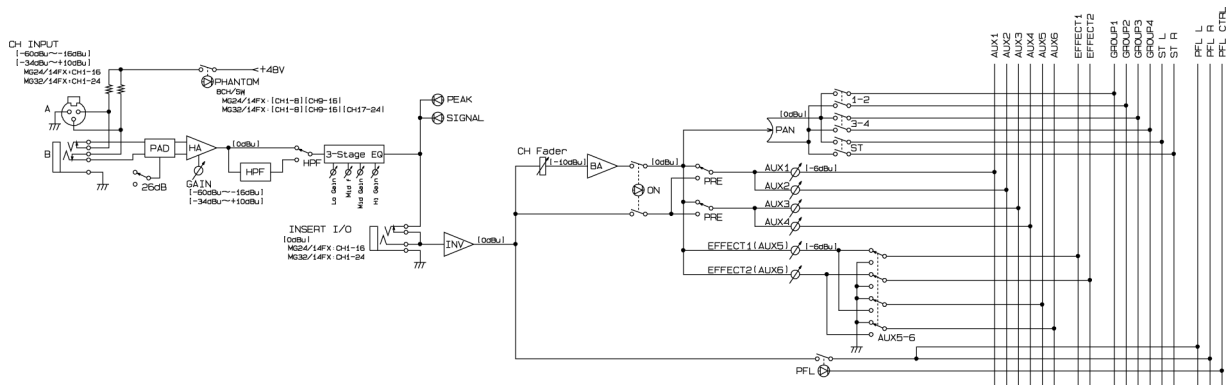 CH INPUT
[-60dBu～-16dBu]
[-34dBu～+10dBu]
MG24/14FX:CH1-16
MG32/14FX:CH1-24
A
B
+48V
PHANTOM
8CH/SW
MG24/14FX:[CH1-8][CH9-16]
MG32/14FX:[CH1-8][CH9-16][CH17-24]
PAD
26dB
HA
[0dBu]
GAIN
[-60dBu～-16dBu]
[-34dBu～+10dBu]
HPF
HPF
3-Stage EQ
Lo Gain
Mid f
Mid Gain
Hi Gain
PEAK
SIGNAL
INSERT I/O
[0dBu]
MG24/14FX:CH1-16
MG32/14FX:CH1-24
INV
[0dBu]
CH Fader
[-10dBu]
BA
[0dBu]
ON
PRE
PRE
[0dBu]
PAN
1-2
3-4
ST
AUX1
[-6dBu]
AUX2
AUX3
AUX4
EFFECT1(AUX5)
[-6dBu]
EFFECT2(AUX6)
AUX5-6
PFL
AUX1
AUX2
AUX3
AUX4
AUX5
AUX6
EFFECT1
EFFECT2
GROUP1
GROUP2
GROUP3
GROUP4
ST L
ST R
PFL L
PFL R
PFL CTRL